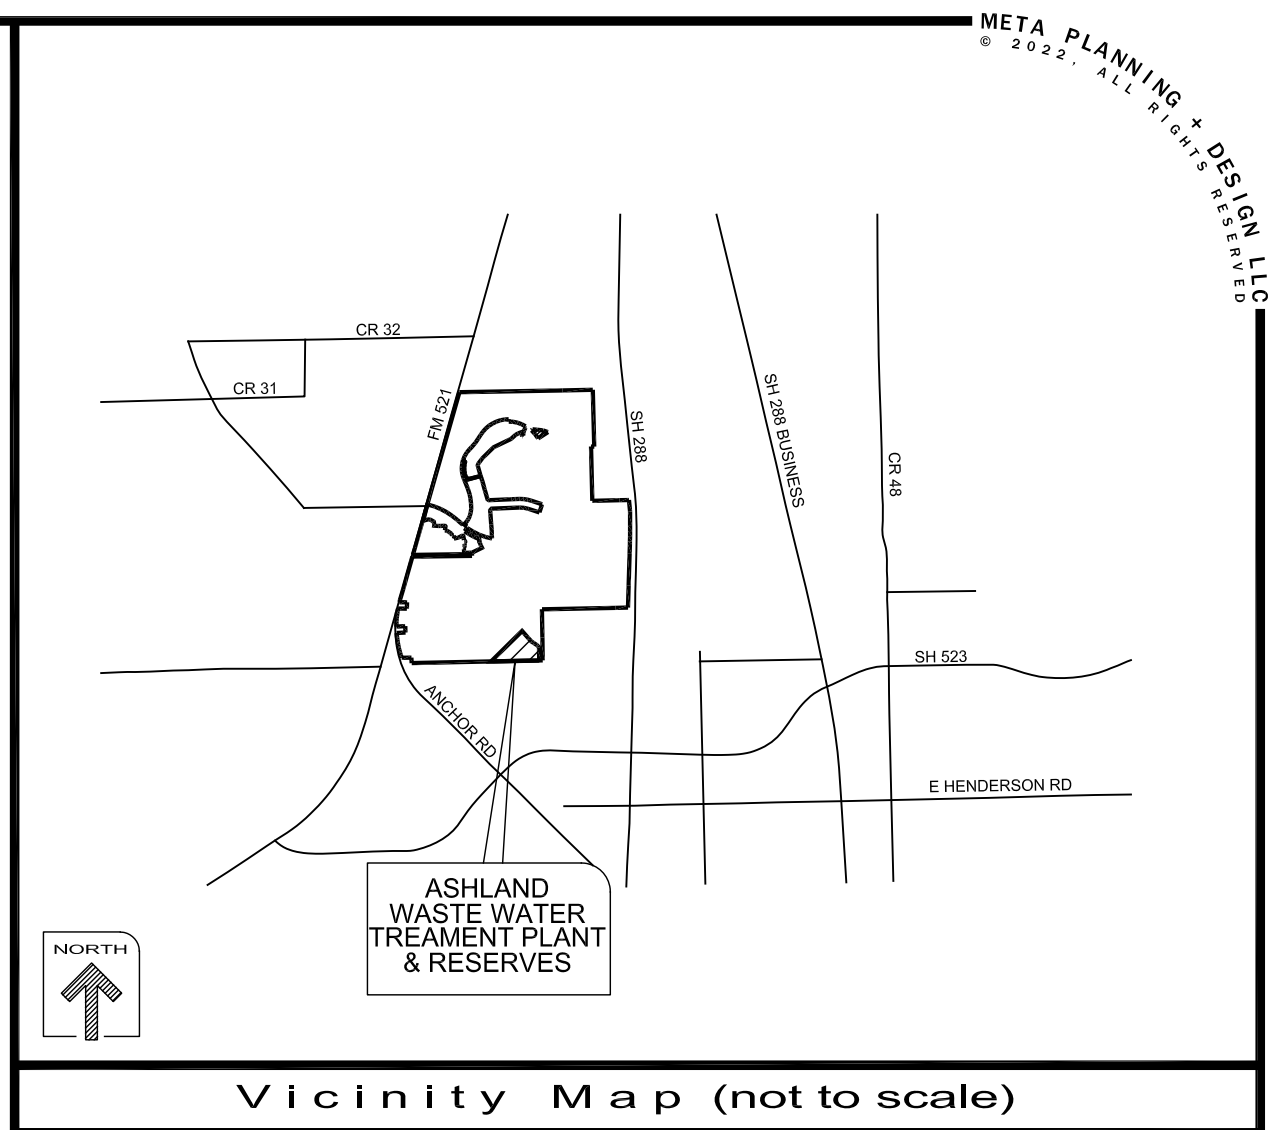 META PLANNING + DESIGN LLC
© 2022, ALL RIGHTS RESERVED
CR 32
CR 31
FM 521
SH 288
SH 288 BUSINESS
CR 48
SH 523
ANCHOR RD
E HENDERSON RD
ASHLAND
WASTE WATER
TREAMENT PLANT
& RESERVES
NORTH
Vicinity Map (not to scale)